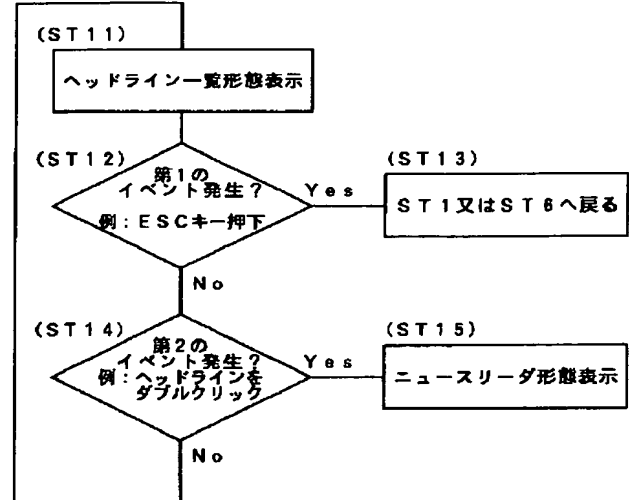 (ST11)
ヘッドライン一覧形態表示
(ST12)
第1の
イベント発生?
例:ESCキー押下
Yes
(ST13)
ST1又はST6へ戻る
No
(ST14)
第2の
イベント発生?
例:ヘッドラインを
ダブルクリック
Yes
(ST15)
ニュースリーダ形態表示
No